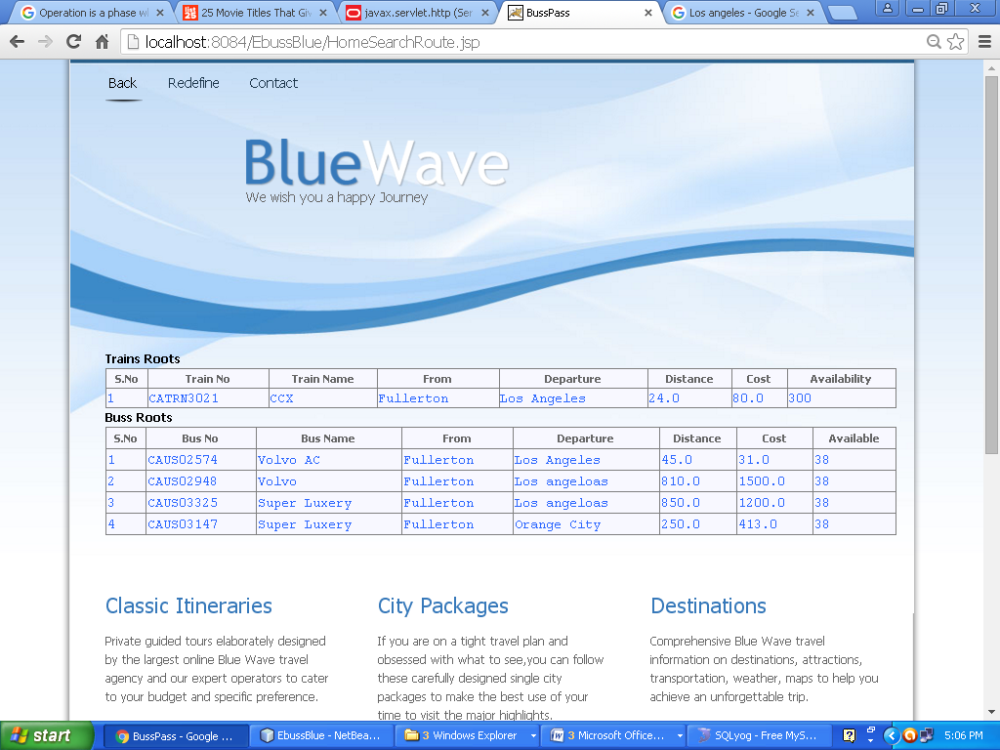 Operation is a phase wh
25 Movie Titles That Giv
javax.servlet.http (Ser
BussPass
Los angeles - Google Se
localhost:8084/EbussBlue/HomeSearchRoute.jsp
Back Redefine Contact
BlueWave
We wish you a happy Journey
Trains Roots
S.No Train No Train Name From Departure Distance Cost Availability
1 CATRN3021 CCX Fullerton Los Angeles 24.0 80.0 300
Buss Roots
S.No Bus No Bus Name From Departure Distance Cost Available
1 CAUS02574 Volvo AC Fullerton Los Angeles 45.0 31.0 38
2 CAUS02948 Volvo Fullerton Los angeloas 810.0 1500.0 38
3 CAUS03325 Super Luxery Fullerton Los angeloas 850.0 1200.0 38
4 CAUS03147 Super Luxery Fullerton Orange City 250.0 413.0 38
Classic Itineraries
Private guided tours elaborately designed
by the largest online Blue Wave travel
agency and our expert operators to cater
to your budget and specific preference.
City Packages
If you are on a tight travel plan and
obsessed with what to see,you can follow
these carefully designed single city
packages to make the best use of your
time to visit the major highlights.
Destinations
Comprehensive Blue Wave travel
information on destinations, attractions,
transportation, weather, maps to help you
achieve an unforgettable trip.
start
BussPass - Google ...
EbussBlue - NetBea...
3 Windows Explorer
3 Microsoft Office...
SQLyog - Free MyS...
5:06 PM